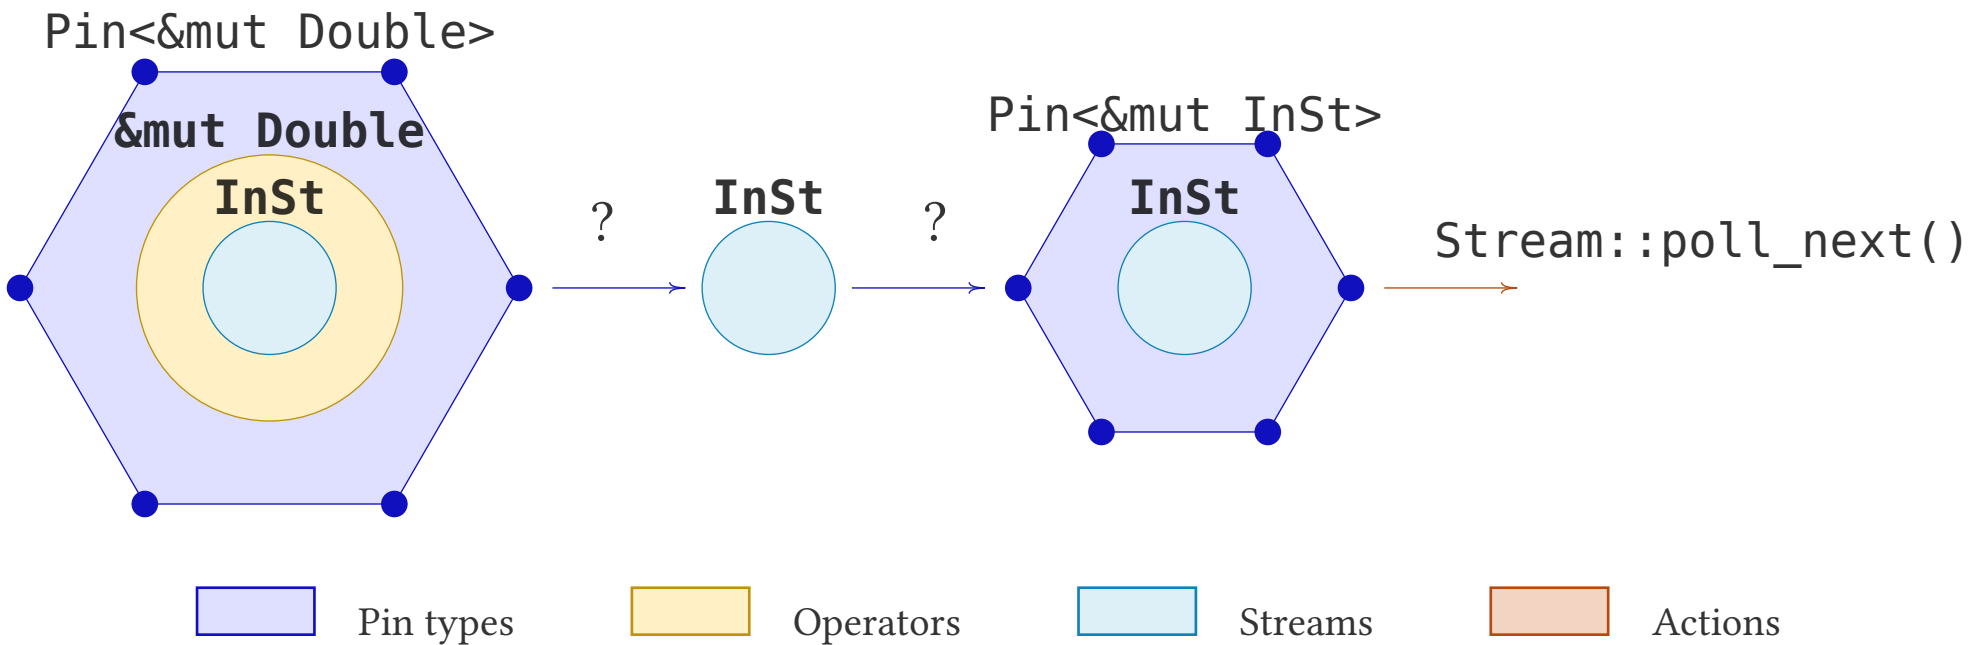 Pin<&mut Double>
&mut Double
InSt
?
InSt
?
Pin<&mut InSt>
InSt
Stream::poll_next()
Pin types
Operators
Streams
Actions